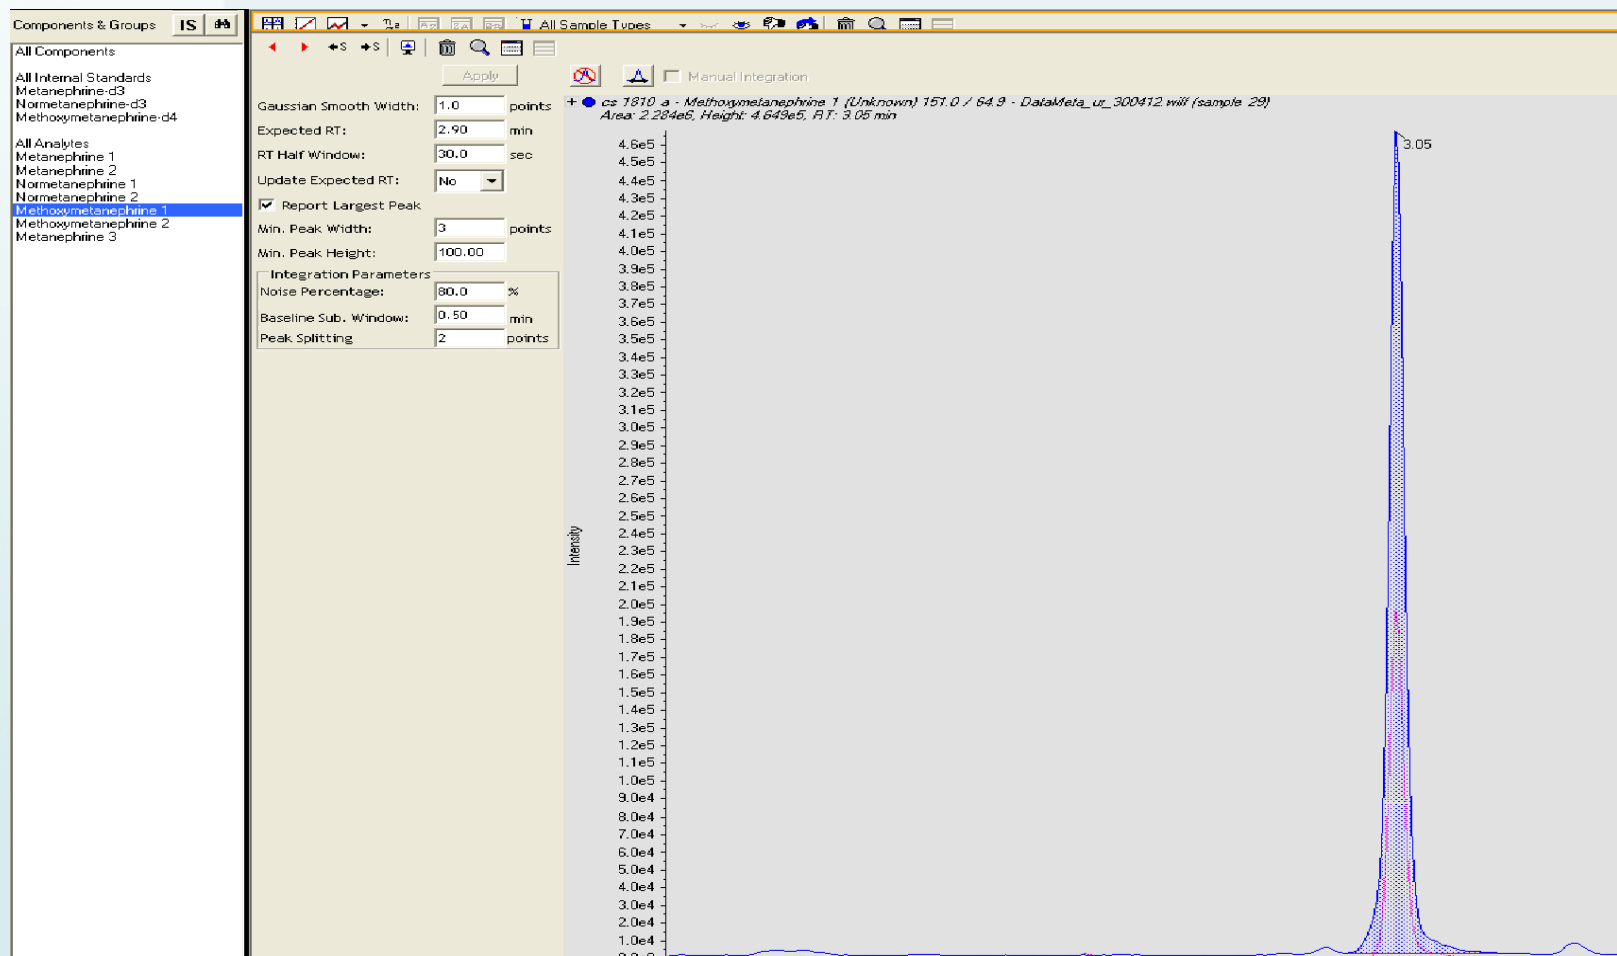 Components & Groups IS
All Components
All Internal Standards
Metanephrine-d3
Normetanephrine-d3
Methoxymetanephrine-d4
All Analytes
Metanephrine 1
Metanephrine 2
Normetanephrine 1
Normetanephrine 2
Methoxymetanephrine 1
Methoxymetanephrine 2
Metanephrine 3
All Sample Types
S S
Apply
Manual Integration
Gaussian Smooth Width: 1.0 points
Expected RT: 2.90 min
RT Half Window: 30.0 sec
Update Expected RT: No
Report Largest Peak
Min. Peak Width: 3 points
Min. Peak Height: 100.00
Integration Parameters
Noise Percentage: 80.0 %
Baseline Sub. Window: 0.50 min
Peak Splitting 2 points
cs 1810 a - Methoxymetanephrine 1 (Unknown) 151.0 / 64.9 - DataMeta_ur_300412.wiff (sample 29)
Area: 2.284e6, Height: 4.649e5, RT: 3.05 min
3.05
4.6e5
4.5e5
4.4e5
4.3e5
4.2e5
4.1e5
4.0e5
3.9e5
3.8e5
3.7e5
3.6e5
3.5e5
3.4e5
3.3e5
3.2e5
3.1e5
3.0e5
2.9e5
2.8e5
2.7e5
2.6e5
2.5e5
2.4e5
2.3e5
2.2e5
2.1e5
2.0e5
1.9e5
1.8e5
1.7e5
1.6e5
1.5e5
1.4e5
1.3e5
1.2e5
1.1e5
1.0e5
9.0e4
8.0e4
7.0e4
6.0e4
5.0e4
4.0e4
3.0e4
2.0e4
1.0e4
Intensity